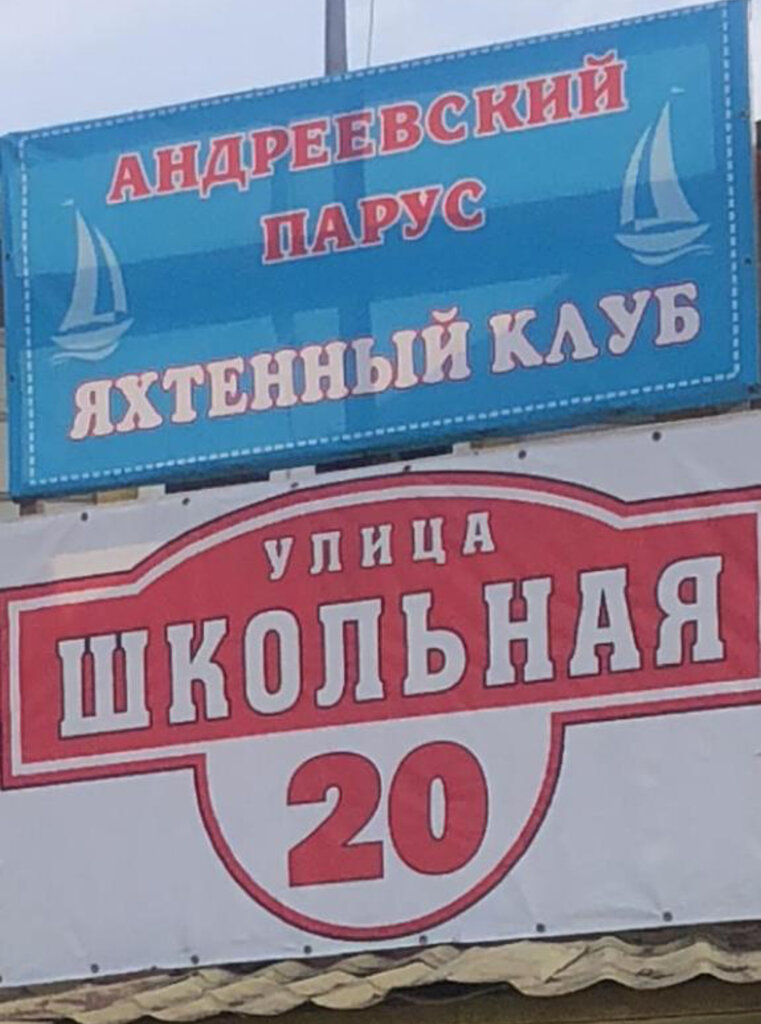 АНДРЕЕВСКИЙ
ПАРУС
ЯХТЕННЫЙ КЛУБ
УЛИЦА
ШКОЛЬНАЯ
20